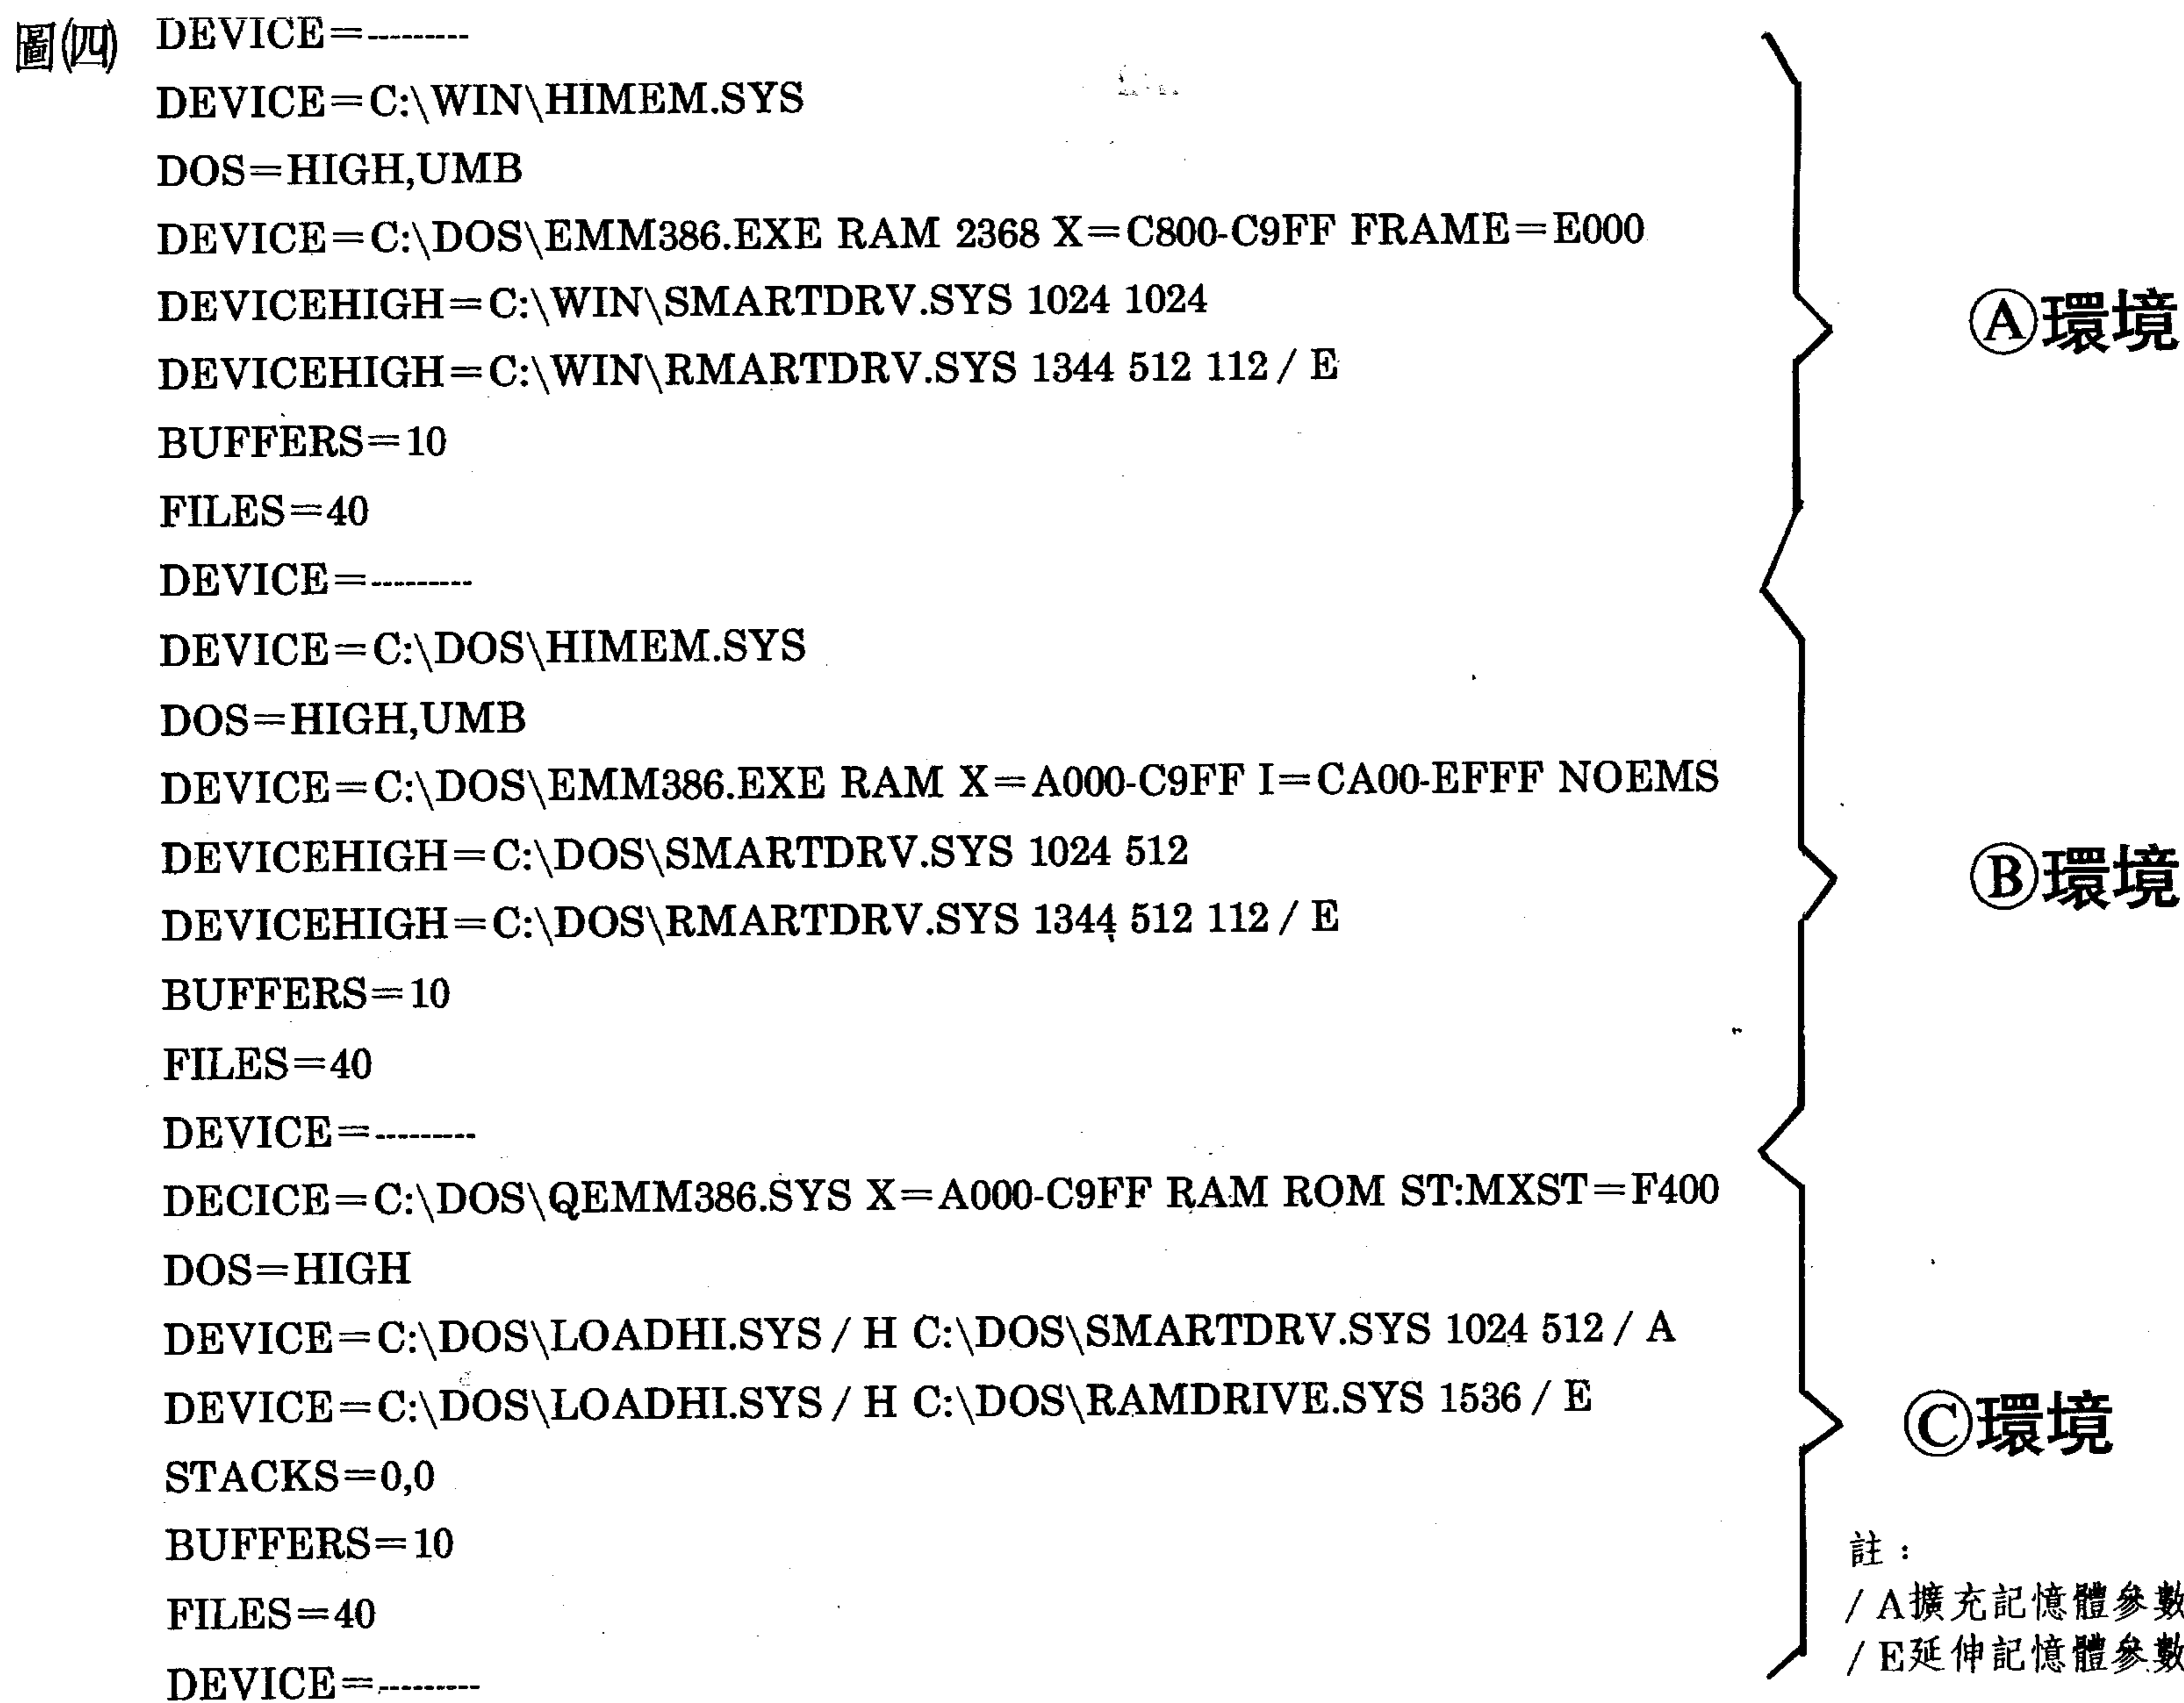 圖(四)
DEVICE=---------
DEVICE=C:\WIN\HIMEM.SYS
DOS=HIGH,UMB
DEVICE=C:\DOS\EMM386.EXE RAM 2368 X=C800-C9FF FRAME=E000
DEVICEHIGH=C:\WIN\SMARTDRV.SYS 1024 1024
DEVICEHIGH=C:\WIN\RMARTDRV.SYS 1344 512 112 / E
BUFFERS=10
FILES=40
Ⓐ環境
DEVICE=---------
DEVICE=C:\DOS\HIMEM.SYS
DOS=HIGH,UMB
DEVICE=C:\DOS\EMM386.EXE RAM X=A000-C9FF I=CA00-EFFF NOEMS
DEVICEHIGH=C:\DOS\SMARTDRV.SYS 1024 512
DEVICEHIGH=C:\DOS\RMARTDRV.SYS 1344 512 112 / E
BUFFERS=10
FILES=40
Ⓑ環境
DEVICE=---------
DECICE=C:\DOS\QEMM386.SYS X=A000-C9FF RAM ROM ST:MXST=F400
DOS=HIGH
DEVICE=C:\DOS\LOADHI.SYS / H C:\DOS\SMARTDRV.SYS 1024 512 / A
DEVICE=C:\DOS\LOADHI.SYS / H C:\DOS\RAMDRIVE.SYS 1536 / E
STACKS=0,0
BUFFERS=10
FILES=40
DEVICE=---------
Ⓒ環境
註：
/ A擴充記憶體參數
/ E延伸記憶體參數